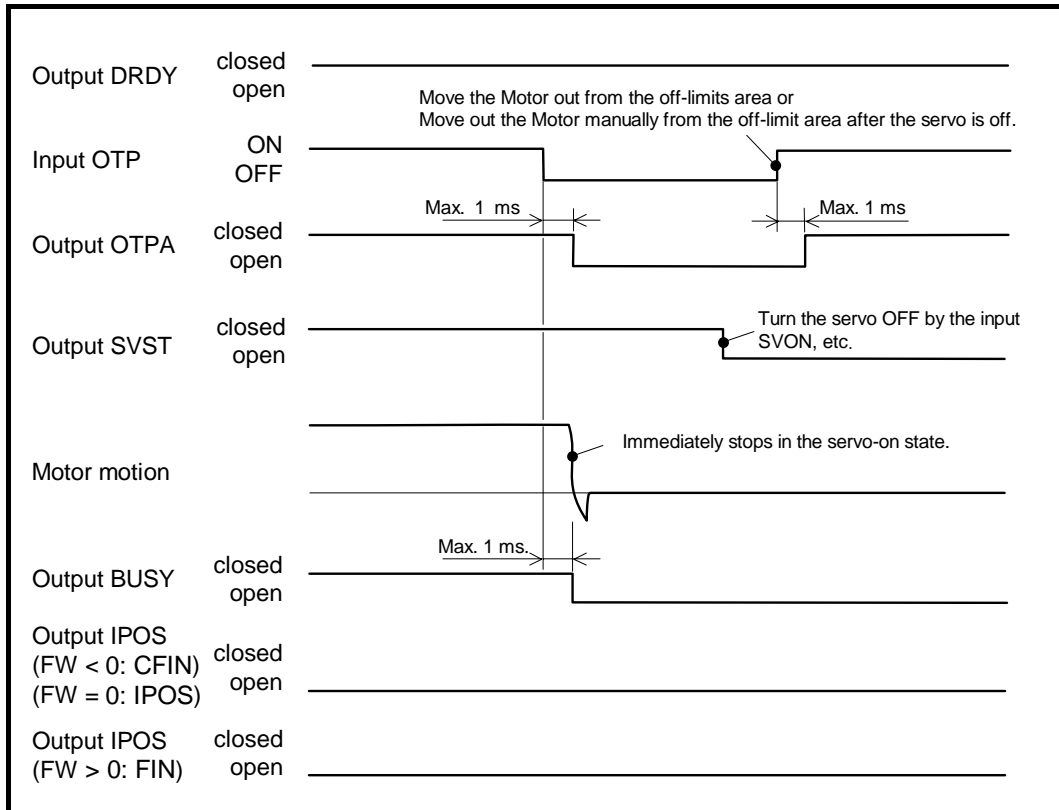 Output DRDY
closed
open
Move the Motor out from the off-limits area or
Move out the Motor manually from the off-limit area after the servo is off.
Input OTP
ON
OFF
Max. 1 ms
Max. 1 ms
Output OTPA
closed
open
Output SVST
closed
open
Turn the servo OFF by the input
SVON, etc.
Motor motion
Immediately stops in the servo-on state.
Max. 1 ms.
Output BUSY
closed
open
Output IPOS
(FW < 0: CFIN)
(FW = 0: IPOS)
closed
open
Output IPOS
(FW > 0: FIN)
closed
open